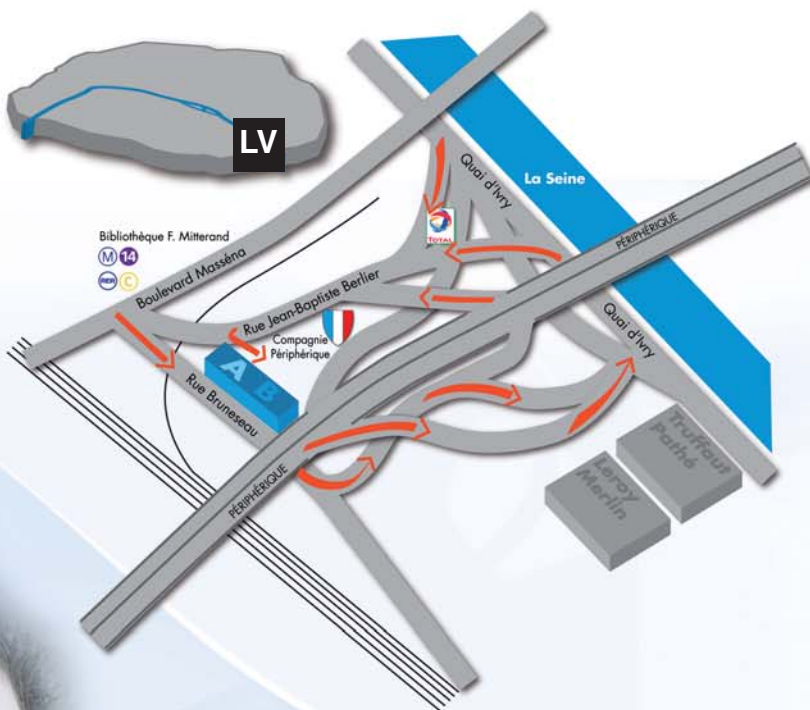 LV
La Seine
Quai d'Ivry
TOTAL
PÉRIPHÉRIQUE
Bibliothèque F. Mitterand
M 14
RER C
Boulevard Masséna
Rue Jean-Baptiste Berlier
Compagnie
Périphérique
A B
Quai d'Ivry
Rue Bruneseau
Truffaut
Pathé
Leroy
Merlin
PÉRIPHÉRIQUE